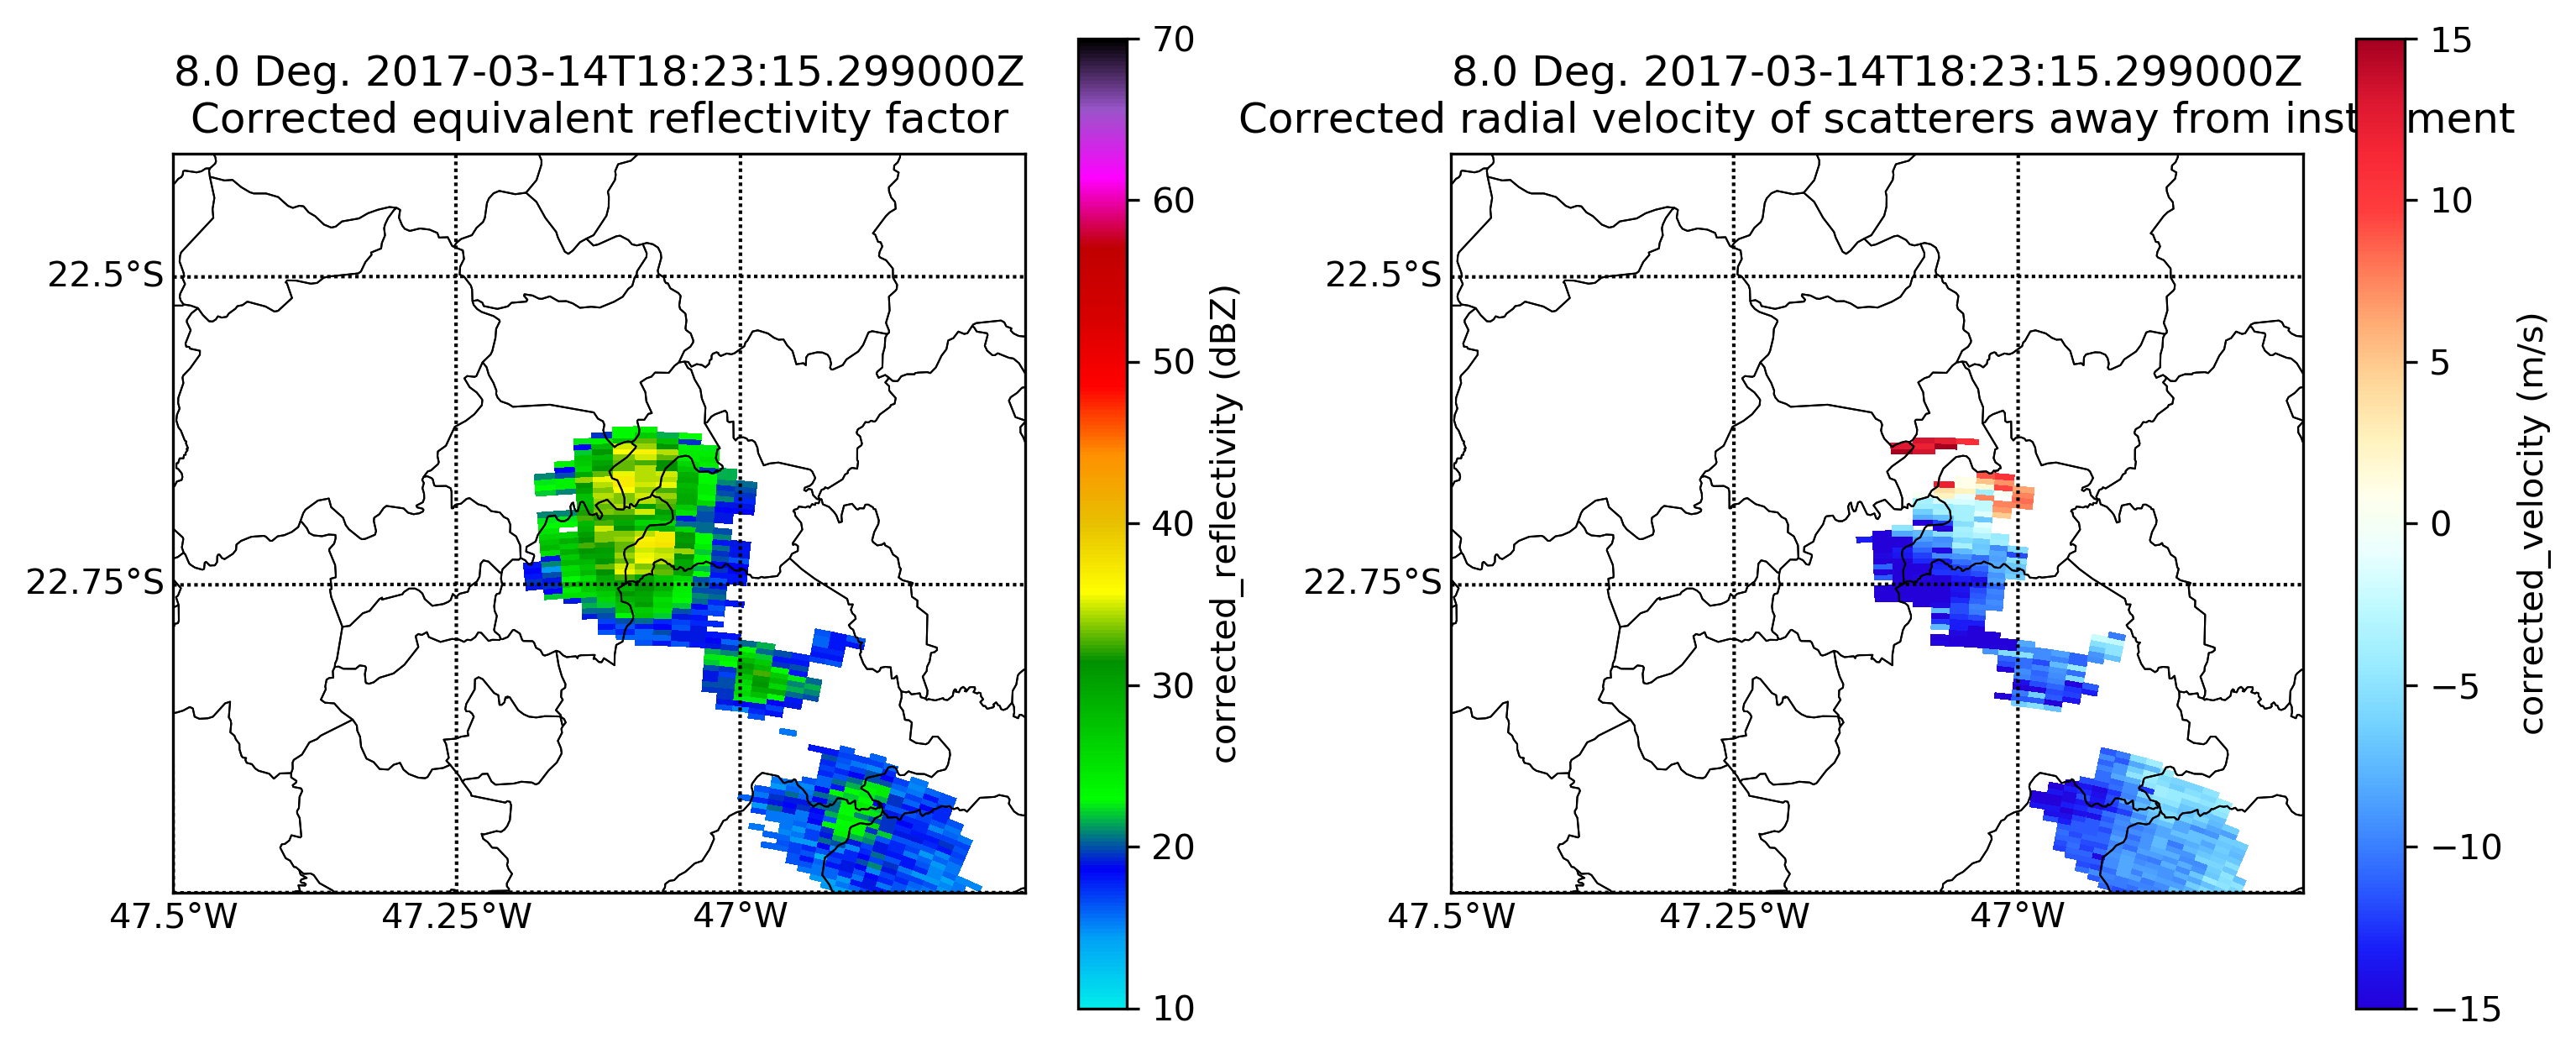 8.0 Deg. 2017-03-14T18:23:15.299000Z
Corrected equivalent reflectivity factor
22.5°S
22.75°S
47.5°W
47.25°W
47°W
70
60
50
40
30
20
10
corrected_reflectivity (dBZ)
8.0 Deg. 2017-03-14T18:23:15.299000Z
Corrected radial velocity of scatterers away from inst ment
22.5°S
22.75°S
47.5°W
47.25°W
47°W
15
10
5
0
−5
−10
−15
corrected_velocity (m/s)